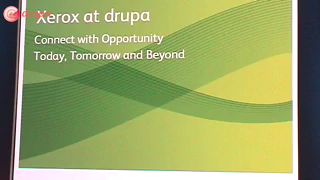 Xerox at drupa
Connect with Opportunity
Today, Tomorrow and Beyond